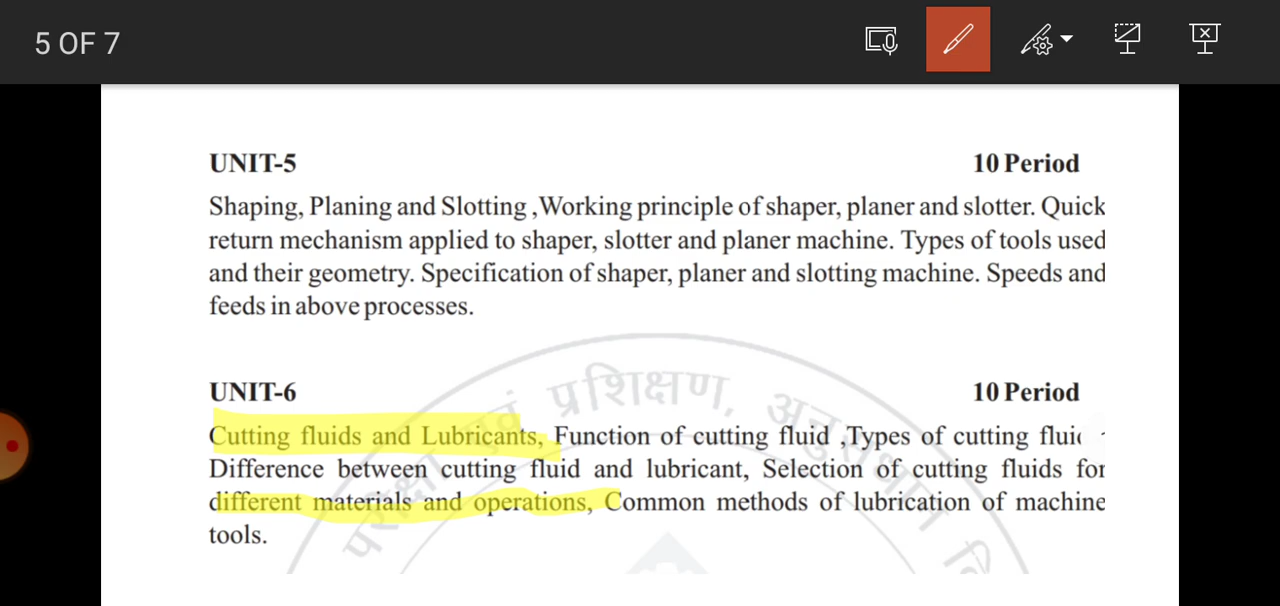 5 OF 7
UNIT-5 10 Period
Shaping, Planing and Slotting ,Working principle of shaper, planer and slotter. Quick
return mechanism applied to shaper, slotter and planer machine. Types of tools used
and their geometry. Specification of shaper, planer and slotting machine. Speeds and
feeds in above processes.
प्रशिक्षण,
UNIT-6 10 Period
Cutting fluids and Lubricants, Function of cutting fluid ,Types of cutting
Difference between cutting fluid and lubricant, Selection of cutting fluids for
different materials and operations, Common methods of lubrication of machine
tools.